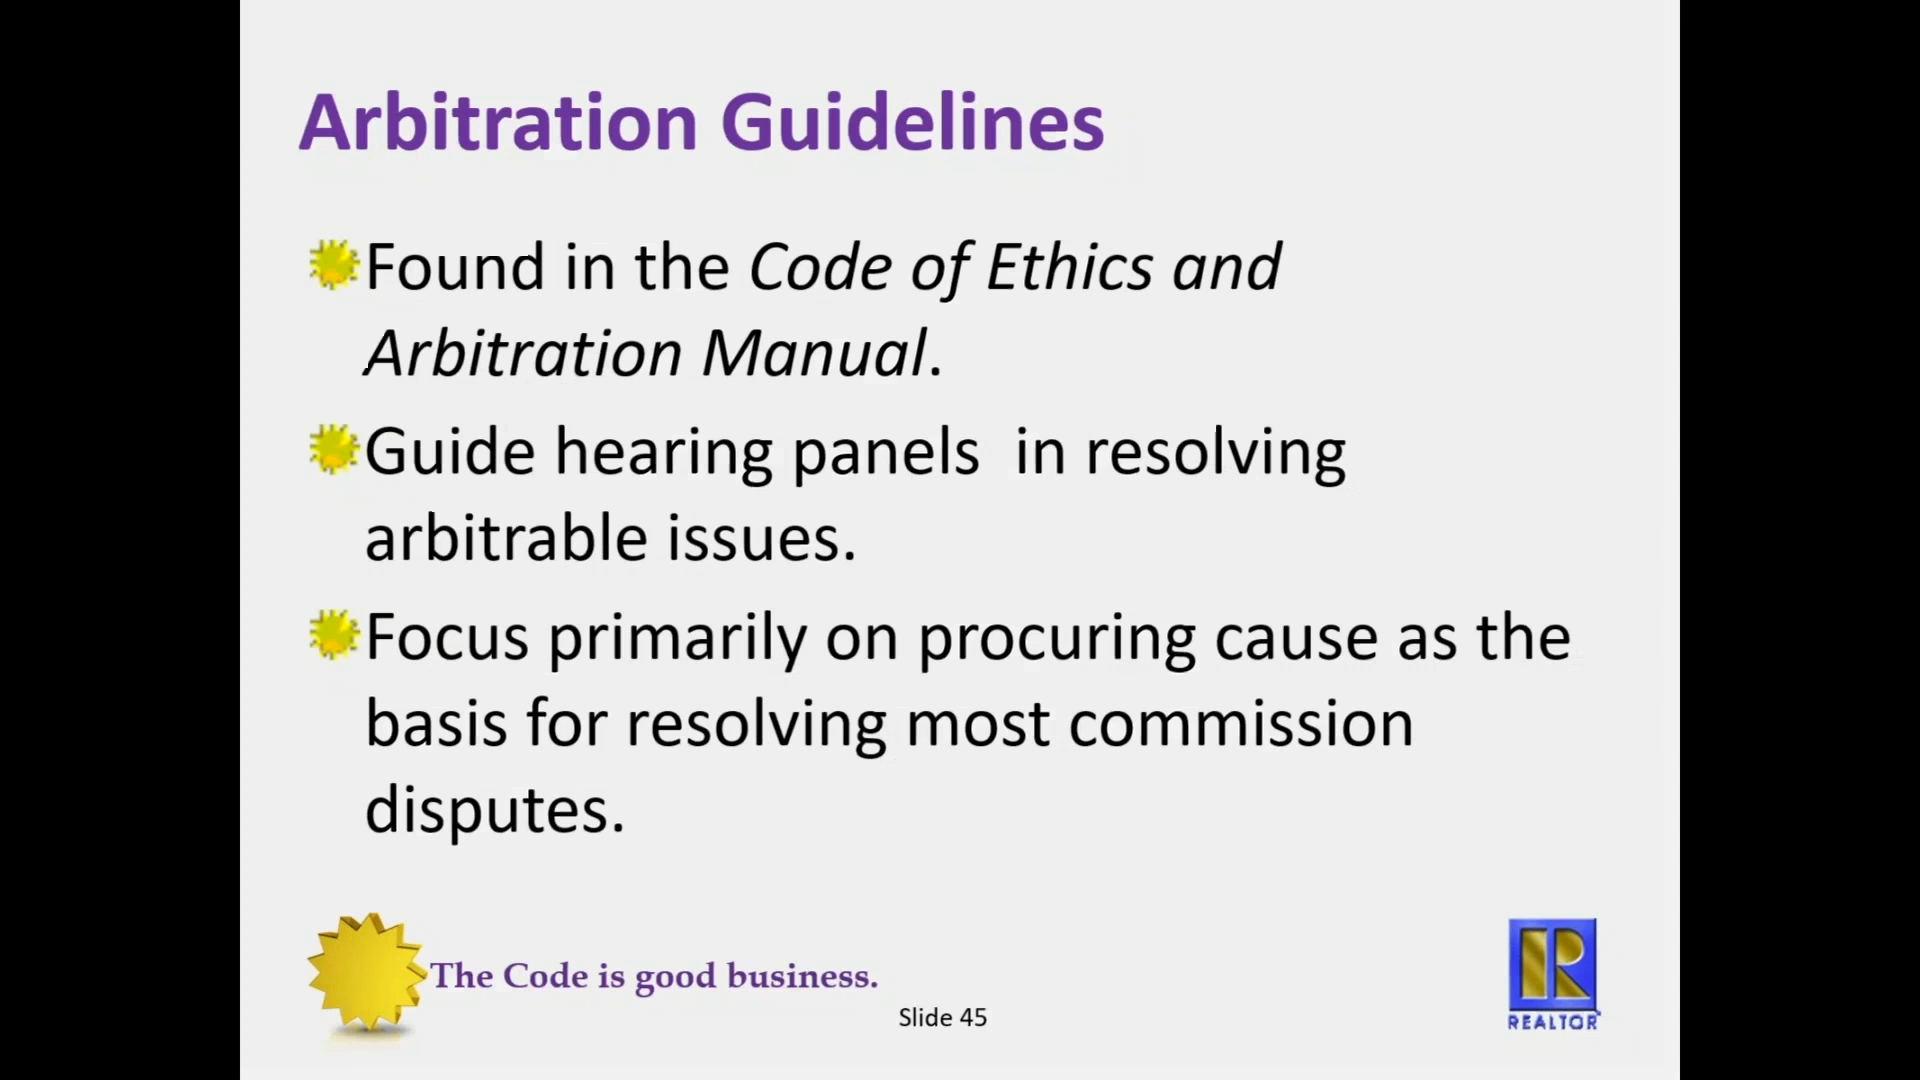 Arbitration Guidelines
Found in the Code of Ethics and
Arbitration Manual.
Guide hearing panels  in resolving
arbitrable issues.
Focus primarily on procuring cause as the
basis for resolving most commission
disputes.
The Code is good business.
Slide 45
R
REALTOR